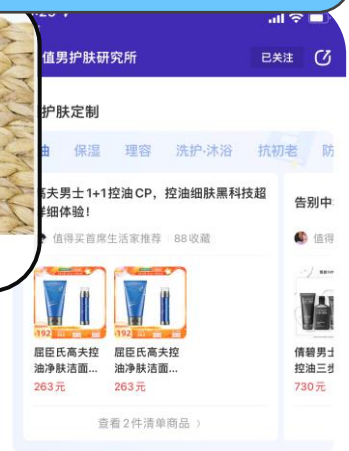 值男护肤研究所
已关注
护肤定制
保湿 理容 洗护·沐浴 抗初老 防
高夫男士1+1控油CP，控油细肤黑科技超
详细体验！
值得买首席生活家推荐 88收藏
告别中
值得
192
192
屈臣氏高夫控
油净肤洁面...
263元
屈臣氏高夫控
油净肤洁面...
263元
倩碧男士
控油三步
730元
查看2件清单商品